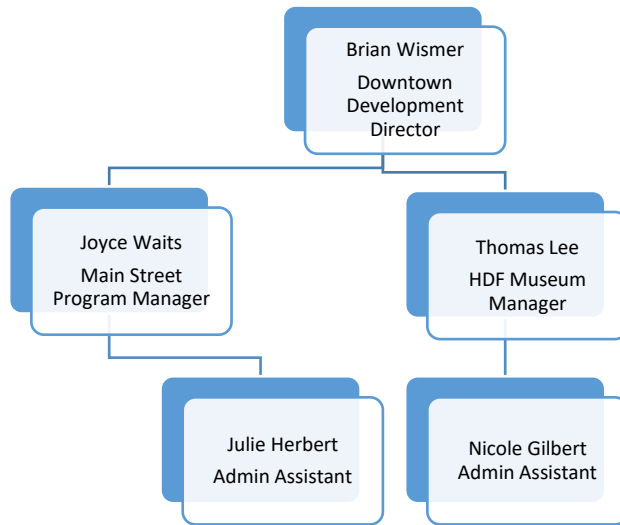 Brian Wismer
Downtown
Development
Director
Joyce Waits
Main Street
Program Manager
Thomas Lee
HDF Museum
Manager
Julie Herbert
Admin Assistant
Nicole Gilbert
Admin Assistant